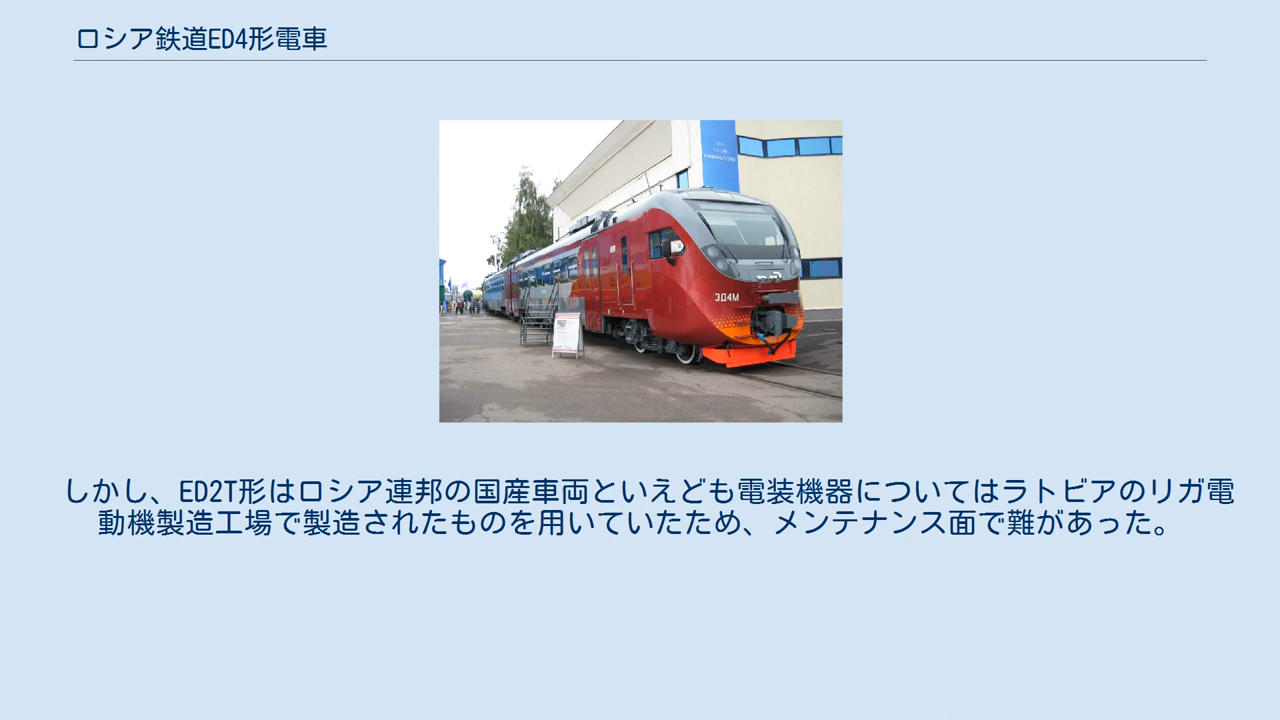 ロシア鉄道ED4形電車
ЭД4М
しかし、ED2T形はロシア連邦の国産車両といえども電装機器についてはラトビアのリガ電
動機製造工場で製造されたものを用いていたため、メンテナンス面で難があった。